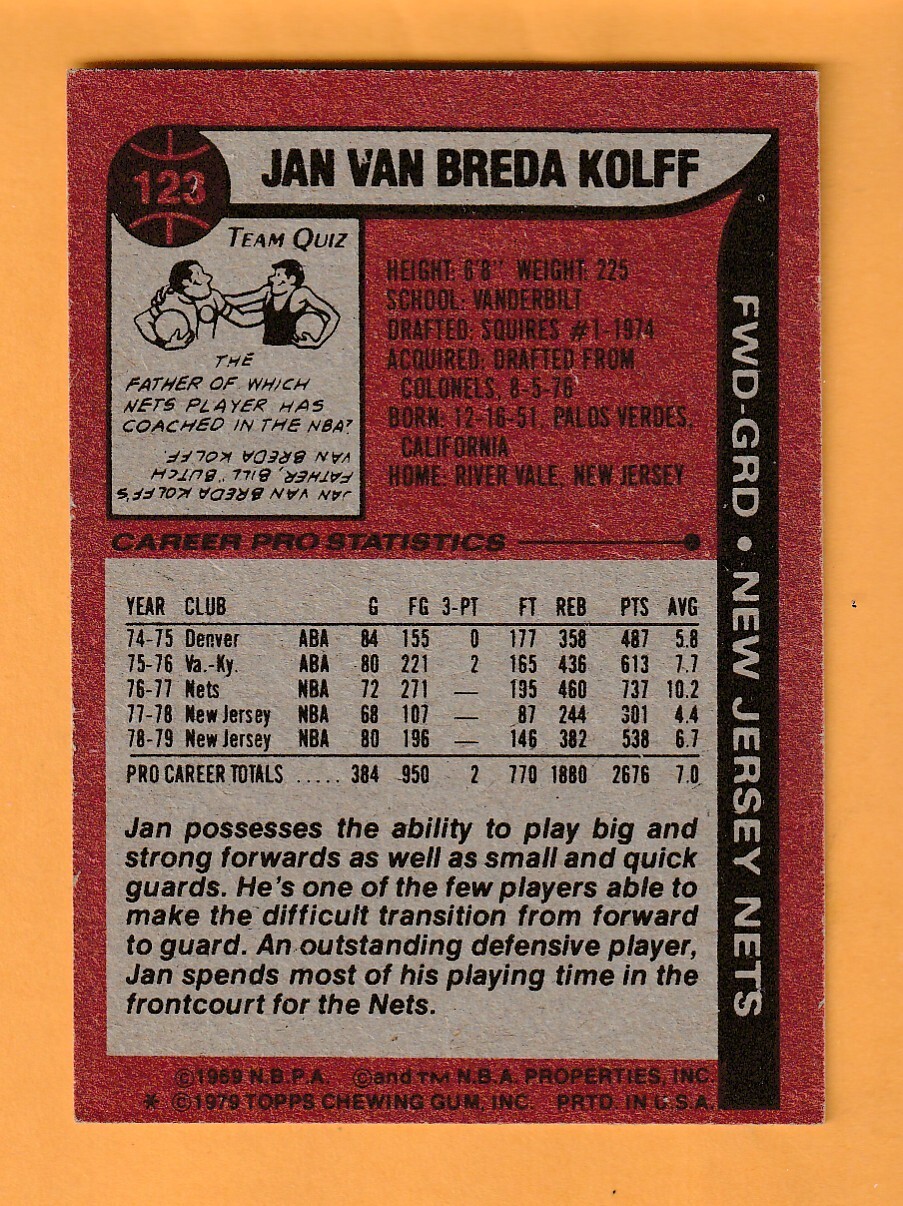 123
JAN VAN BREDA KOLFF
TEAM QUIZ
THE
FATHER OF WHICH
NETS PLAYER HAS
COACHED IN THE NBA?
JAN VAN BREDA KOLFF'S
FATHER, BILL "BUTCH"
VAN BREDA KOLFF.
HEIGHT: 6'8" WEIGHT: 225
SCHOOL: VANDERBILT
DRAFTED: SQUIRES #1-1974
ACQUIRED: DRAFTED FROM
COLONELS, 8-5-76
BORN: 12-16-51, PALOS VERDES,
CALIFORNIA
HOME: RIVER VALE, NEW JERSEY
FWD-GRD • NEW JERSEY NETS
CAREER PRO STATISTICS
YEAR CLUB G FG 3-PT FT REB PTS AVG
74-75 Denver ABA 84 155 0 177 358 487 5.8
75-76 Va.-Ky. ABA 80 221 2 165 436 613 7.7
76-77 Nets NBA 72 271 — 195 460 737 10.2
77-78 New Jersey NBA 68 107 — 87 244 301 4.4
78-79 New Jersey NBA 80 196 — 146 382 538 6.7
PRO CAREER TOTALS ..... 384 950 2 770 1880 2676 7.0
Jan possesses the ability to play big and
strong forwards as well as small and quick
guards. He's one of the few players able to
make the difficult transition from forward
to guard. An outstanding defensive player,
Jan spends most of his playing time in the
frontcourt for the Nets.
©1969 N.B.P.A. ©and TM N.B.A. PROPERTIES, INC.
* ©1979 TOPPS CHEWING GUM, INC. PRTD. IN U.S.A.